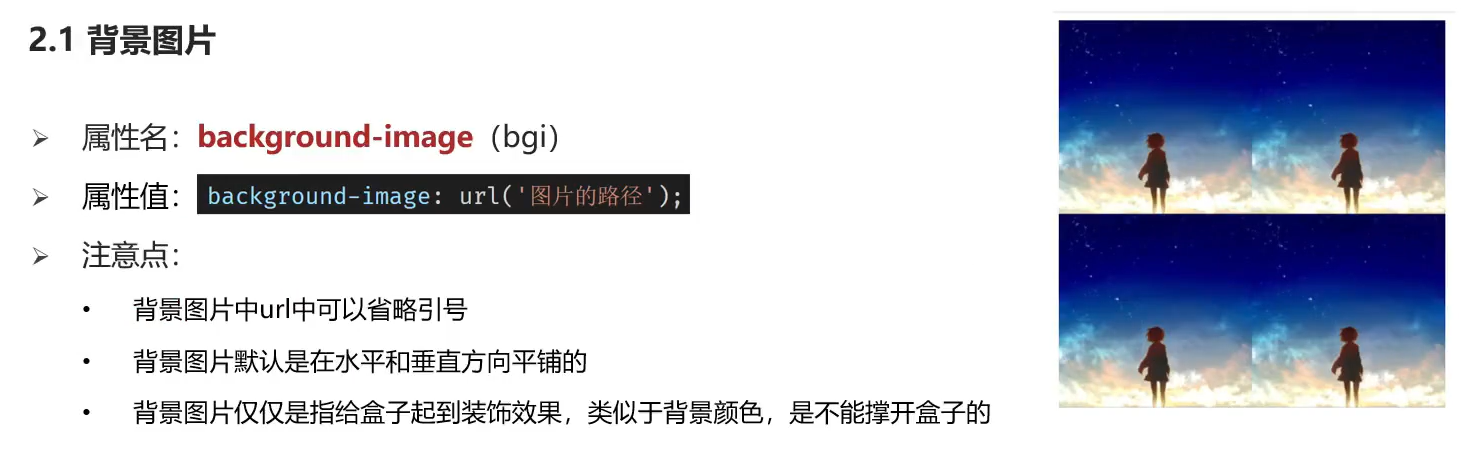 2.1 背景图片
属性名：background-image（bgi）
属性值：background-image: url('图片的路径');
注意点：
背景图片中url中可以省略引号
背景图片默认是在水平和垂直方向平铺的
背景图片仅仅是指给盒子起到装饰效果，类似于背景颜色，是不能撑开盒子的